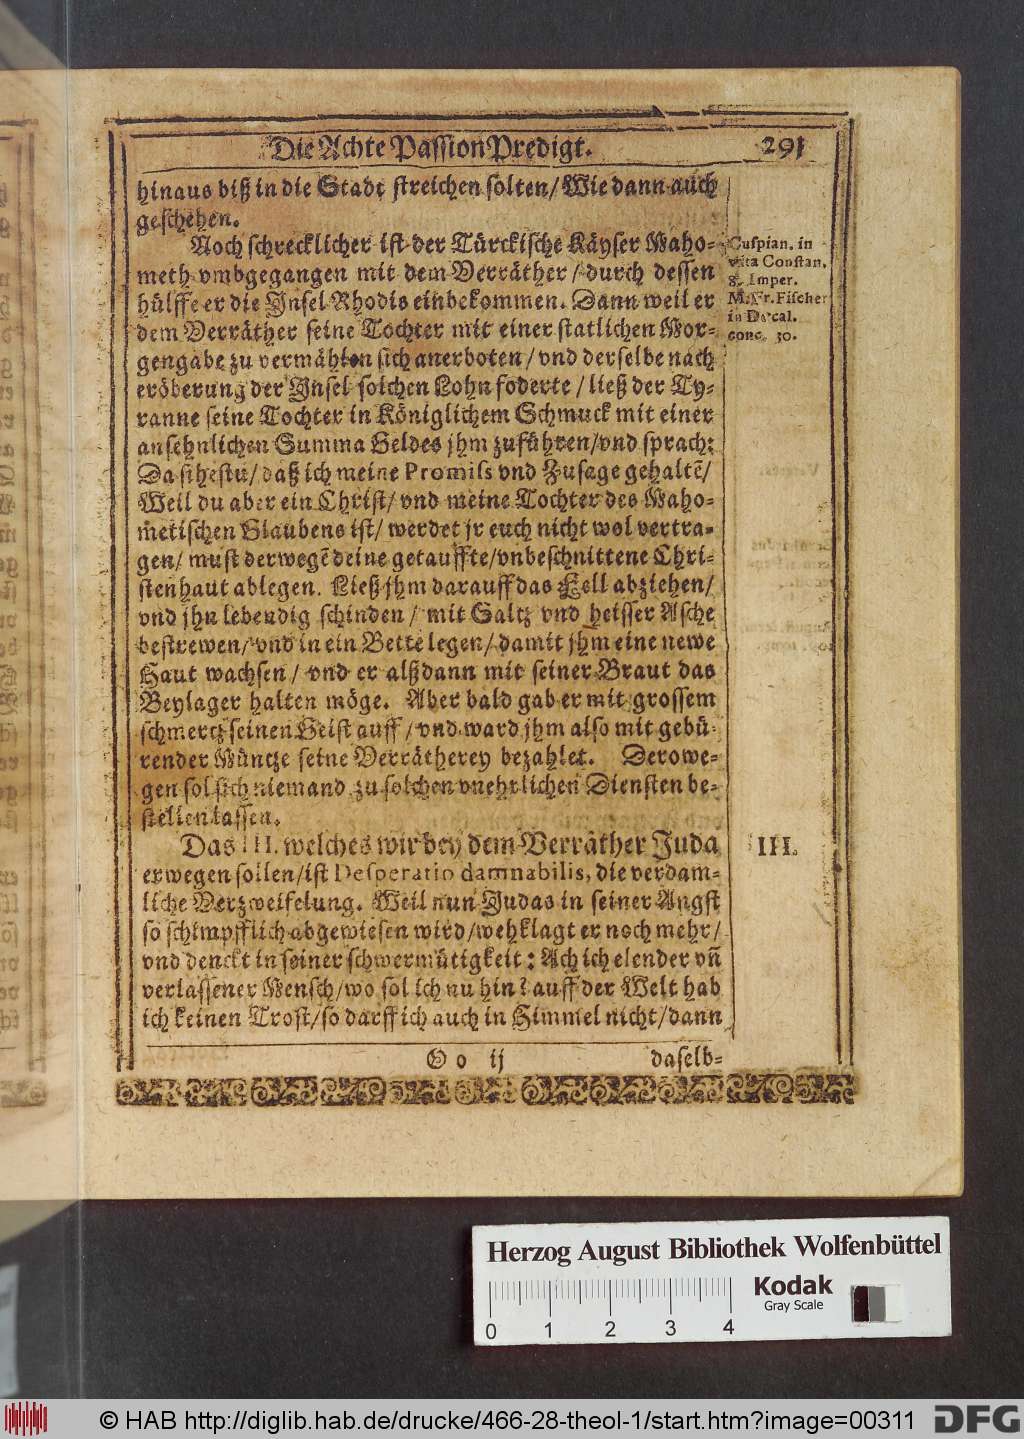 Die Achte Passion Predigt. 291
hinaus biß in die Stadt streichen solten/ Wie dann auch
geschehen.
Noch schrecklicher ist der Türckische Käyser Maho-
meth vmbgegangen mit dem Verräther/ durch dessen
hülffe er die Jnsel Rhodis einbekommen. Dann weil er
dem Verräther seine Tochter mit einer statlichen Mor-
gengabe zu vermählen sich anerboten/ vnd derselbe nach
eröberung der Jnsel solchen Lohn foderte/ ließ der Ty-
ranne seine Tochter in Königlichem Schmuck mit einer
ansehnlichen Summa Geldes jhm zuführen/ vnd sprach:
Da sihestu/ daß ich meine Promiss vnd Zusage gehaltē/
Weil du aber ein Christ/ vnd meine Tochter des Maho-
metischen Glaubens ist/ werdet jr euch nicht wol vertra-
gen/ must derwegē deine getauffte/ vnbeschnittene Chri-
stenhaut ablegen. Ließ jhm darauff das Fell abziehen/
vnd jhn lebendig schinden/ mit Saltz vnd heisser Asche
bestrewen/ vnd in ein Bette legen/ damit jhm eine newe
Haut wachsen/ vnd er alßdann mit seiner Braut das
Beylager halten möge. Aber bald gab er mit grossem
schmertz seinen Geist auff/ vnd ward jhm also mit gebü-
render Müntze seine Verrätherey bezahlet. Derowe-
gen sol sich niemand zu solchen vnehrlichen Diensten be-
stellen lassen.
Das III. welches wir bey dem Verräther Juda
erwegen sollen/ ist Desperatio damnabilis, die verdam-
liche Verzweifelung. Weil nun Judas in seiner Angst
so schimpfflich abgewiesen wird/ wehklagt er noch mehr/
vnd denckt in seiner schwermütigkeit: Ach ich elender vn̄
verlassener Mensch/ wo sol ich nu hin? auff der Welt hab
ich keinen Trost/ so darff ich auch in Himmel nicht/ dann
Oo ij daselb-
Cuspian. in
vita Constan.
8. Imper.
M. Fr. Fischer
in Decal.
conc. 30.
III.
Herzog August Bibliothek Wolfenbüttel
Kodak
Gray Scale
0 1 2 3 4
© HAB http://diglib.hab.de/drucke/466-28-theol-1/start.htm?image=00311
DFG